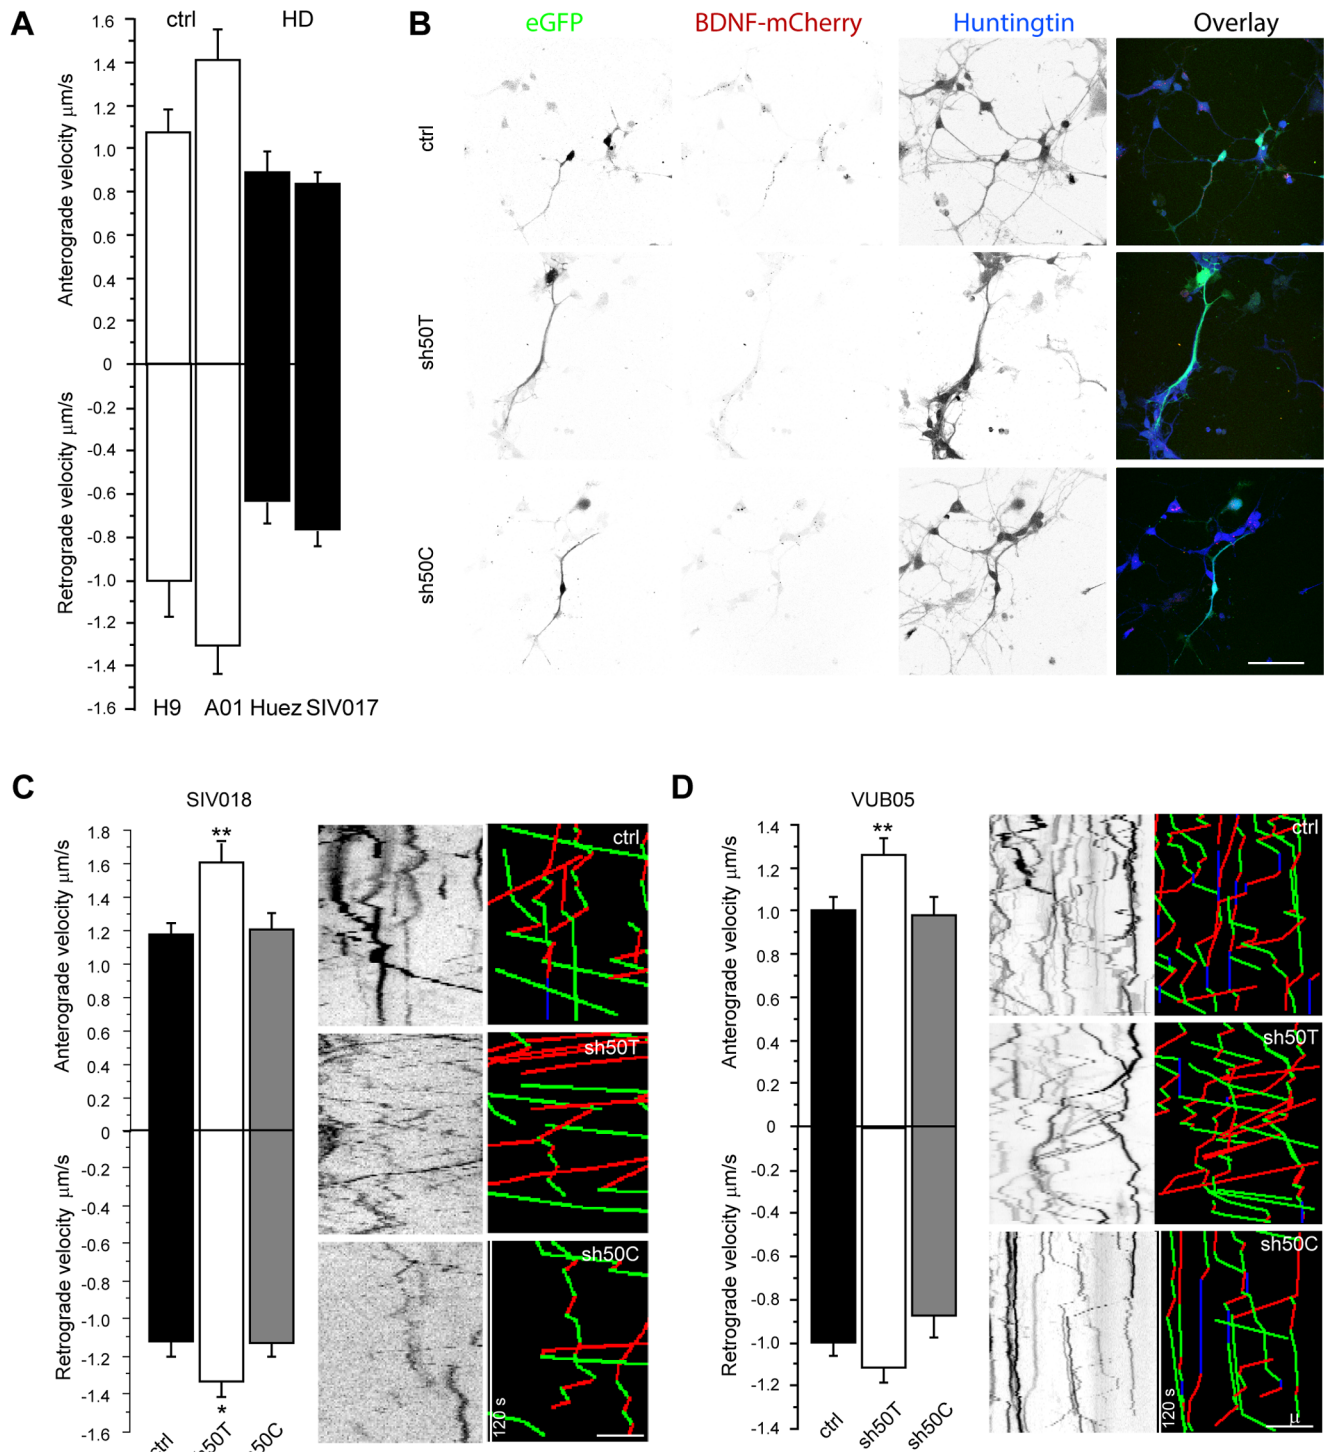 A
ctrl HD
1.6
1.4
1.2
1.0
0.8
0.6
0.4
0.2
0
-0.2
-0.4
-0.6
-0.8
-1.0
-1.2
-1.4
-1.6
Anterograde velocity μm/s
Retrograde velocity μm/s
H9 A01 Huez SIV017
B
eGFP BDNF-mCherry Huntingtin Overlay
ctrl
sh50T
sh50C
C
SIV018
1.8
1.6
1.4
1.2
1.0
0.8
0.6
0.4
0.2
0
-0.2
-0.4
-0.6
-0.8
-1.0
-1.2
-1.4
-1.6
Anterograde velocity μm/s
Retrograde velocity μm/s
**
*
ctrl
sh50T
sh50C
120 s
D
VUB05
1.4
1.2
1.0
0.8
0.6
0.4
0.2
0
-0.2
-0.4
-0.6
-0.8
-1.0
-1.2
-1.4
Anterograde velocity μm/s
Retrograde velocity μm/s
**
ctrl sh50T sh50C
ctrl
sh50T
sh50C
120 s
μ